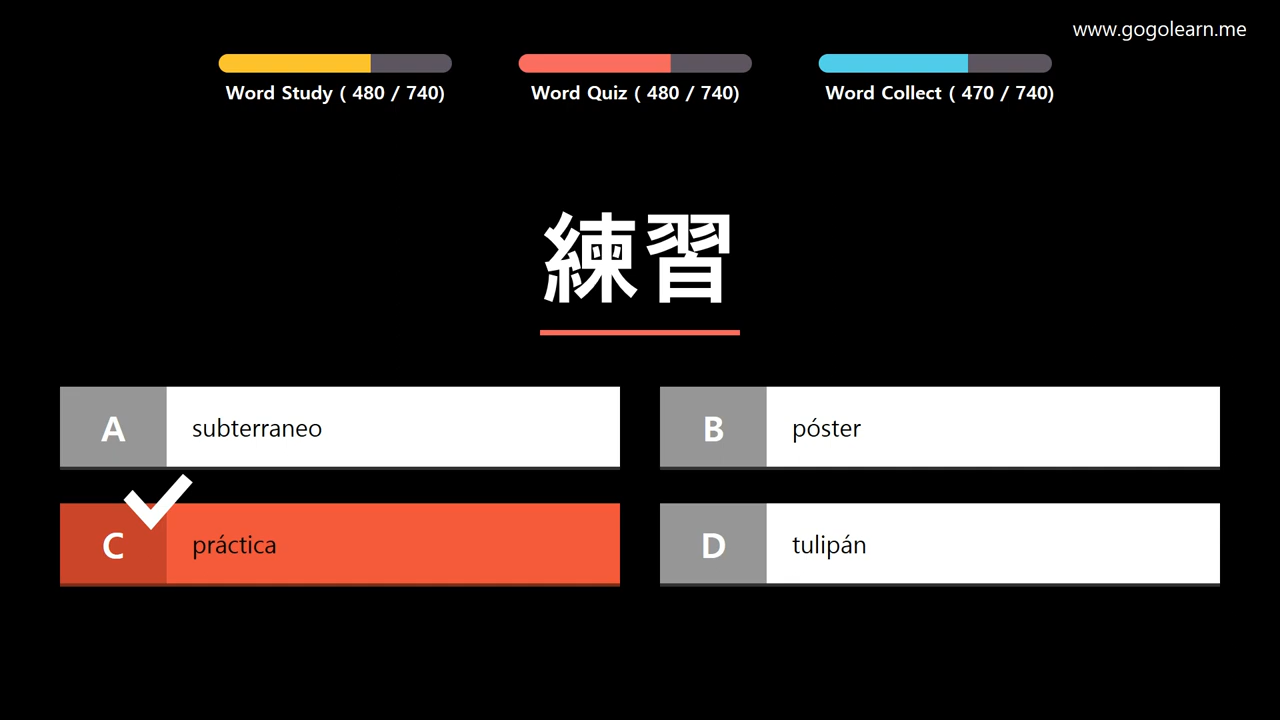 www.gogolearn.me
Word Study ( 480 / 740)
Word Quiz ( 480 / 740)
Word Collect ( 470 / 740)
練習
A subterraneo
B póster
C práctica
D tulipán